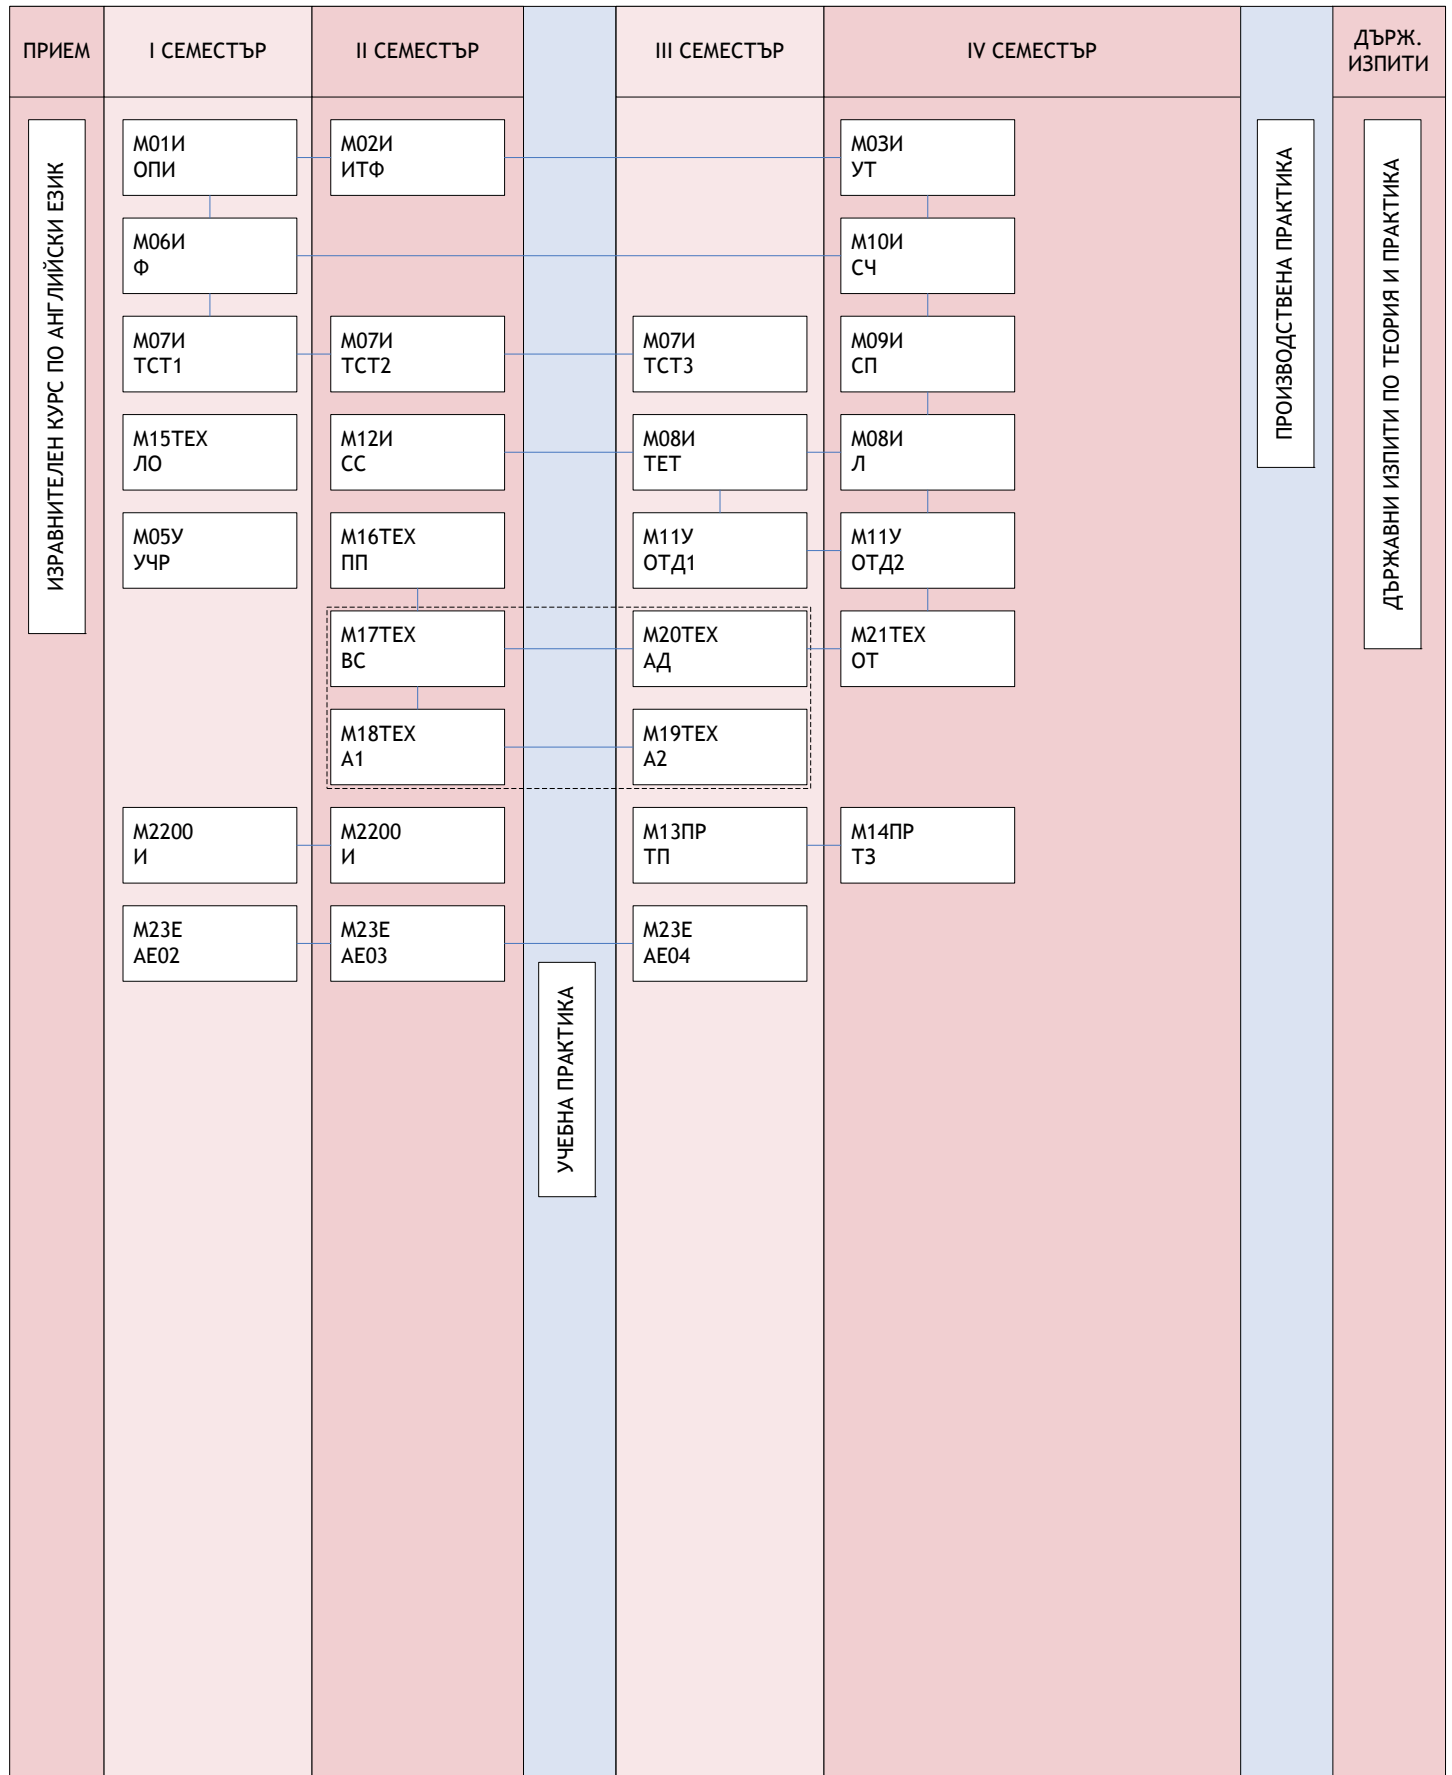 ПРИЕМ
I СЕМЕСТЪР
II СЕМЕСТЪР
III СЕМЕСТЪР
IV СЕМЕСТЪР
ДЪРЖ.
ИЗПИТИ
ИЗРАВНИТЕЛЕН КУРС ПО АНГЛИЙСКИ ЕЗИК
М01И
ОПИ
М06И
Ф
М07И
ТСТ1
М15ТЕХ
ЛО
М05У
УЧР
М2200
И
М23Е
АЕ02
М02И
ИТФ
М07И
ТСТ2
М12И
СС
М16ТЕХ
ПП
М17ТЕХ
ВС
М18ТЕХ
А1
М2200
И
М23Е
АЕ03
УЧЕБНА ПРАКТИКА
М07И
ТСТ3
М08И
ТЕТ
М11У
ОТД1
М20ТЕХ
АД
М19ТЕХ
А2
М13ПР
ТП
М23Е
АЕ04
М03И
УТ
М10И
СЧ
М09И
СП
М08И
Л
М11У
ОТД2
М21ТЕХ
ОТ
М14ПР
ТЗ
ПРОИЗВОДСТВЕНА ПРАКТИКА
ДЪРЖАВНИ ИЗПИТИ ПО ТЕОРИЯ И ПРАКТИКА